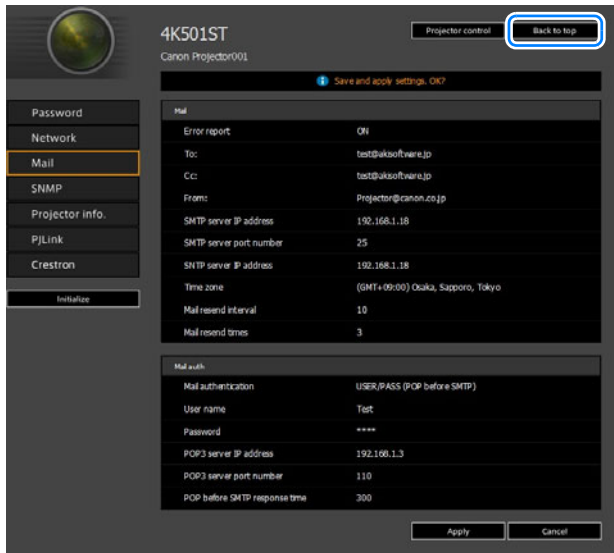 4K501ST
Projector control
Back to top
Canon Projector001
Save and apply settings. OK?
Password
Network
Mail
SNMP
Projector info.
PJLink
Crestron
Initialize
Mail
Error report ON
To: test@aksoftware.jp
Cc: test@aksoftware.jp
From: Projector@canon.co.jp
SMTP server IP address 192.168.1.18
SMTP server port number 25
SNTP server IP address 192.168.1.18
Time zone (GMT+09:00) Osaka, Sapporo, Tokyo
Mail resend interval 10
Mail resend times 3
Mail auth
Mail authentication USER/PASS (POP before SMTP)
User name Test
Password ****
POP3 server IP address 192.168.1.3
POP3 server port number 110
POP before SMTP response time 300
Apply
Cancel